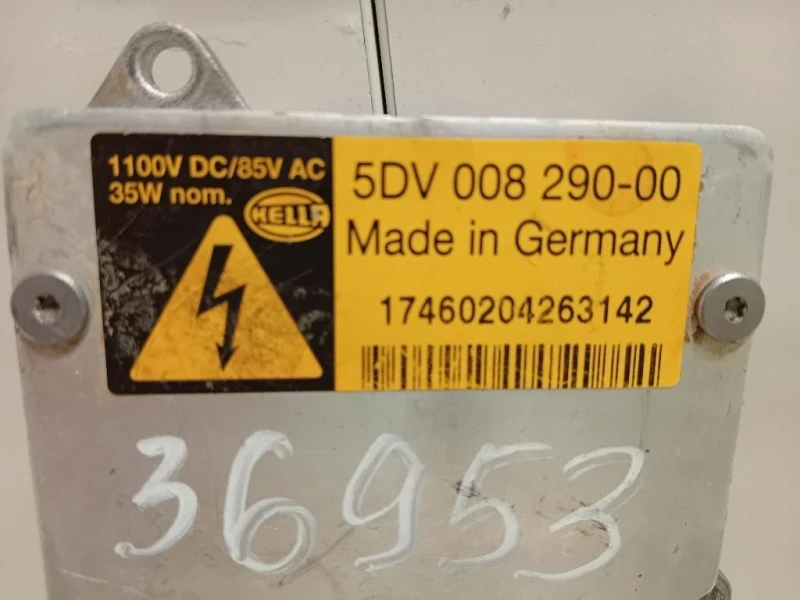 1100V DC/85V AC
35W nom.
HELLA
5DV 008 290-00
Made in Germany
17460204263142
36953